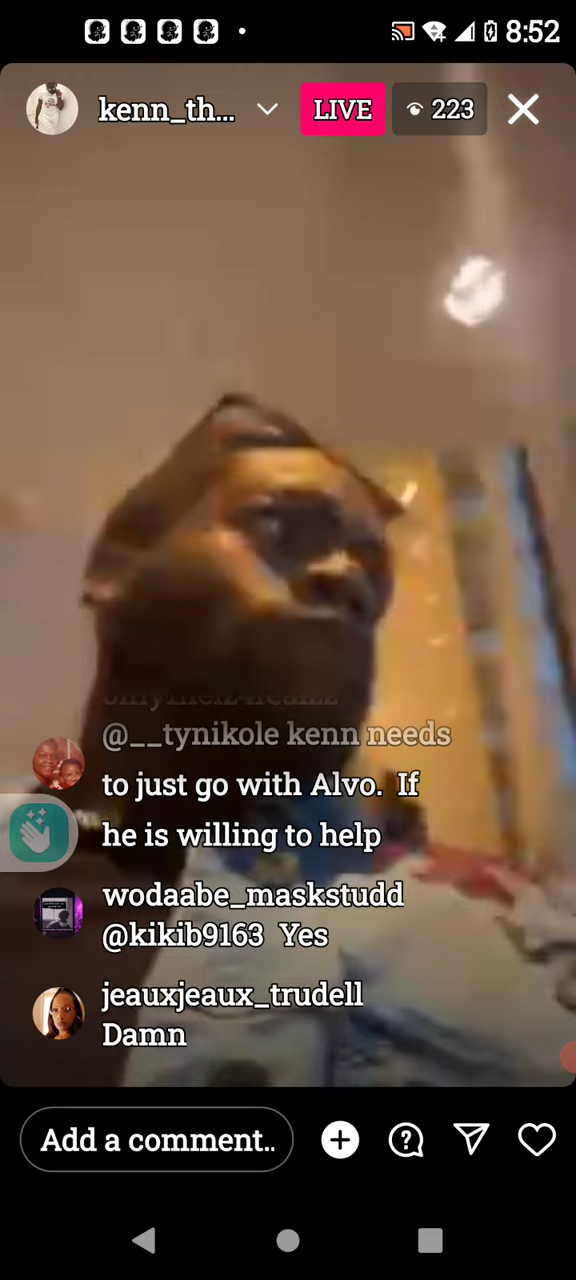 8:52
kenn_th...
LIVE
223
@__tynikole kenn needs
to just go with Alvo. If
he is willing to help
wodaabe_maskstudd
@kikib9163 Yes
jeauxjeaux_trudell
Damn
Add a comment..